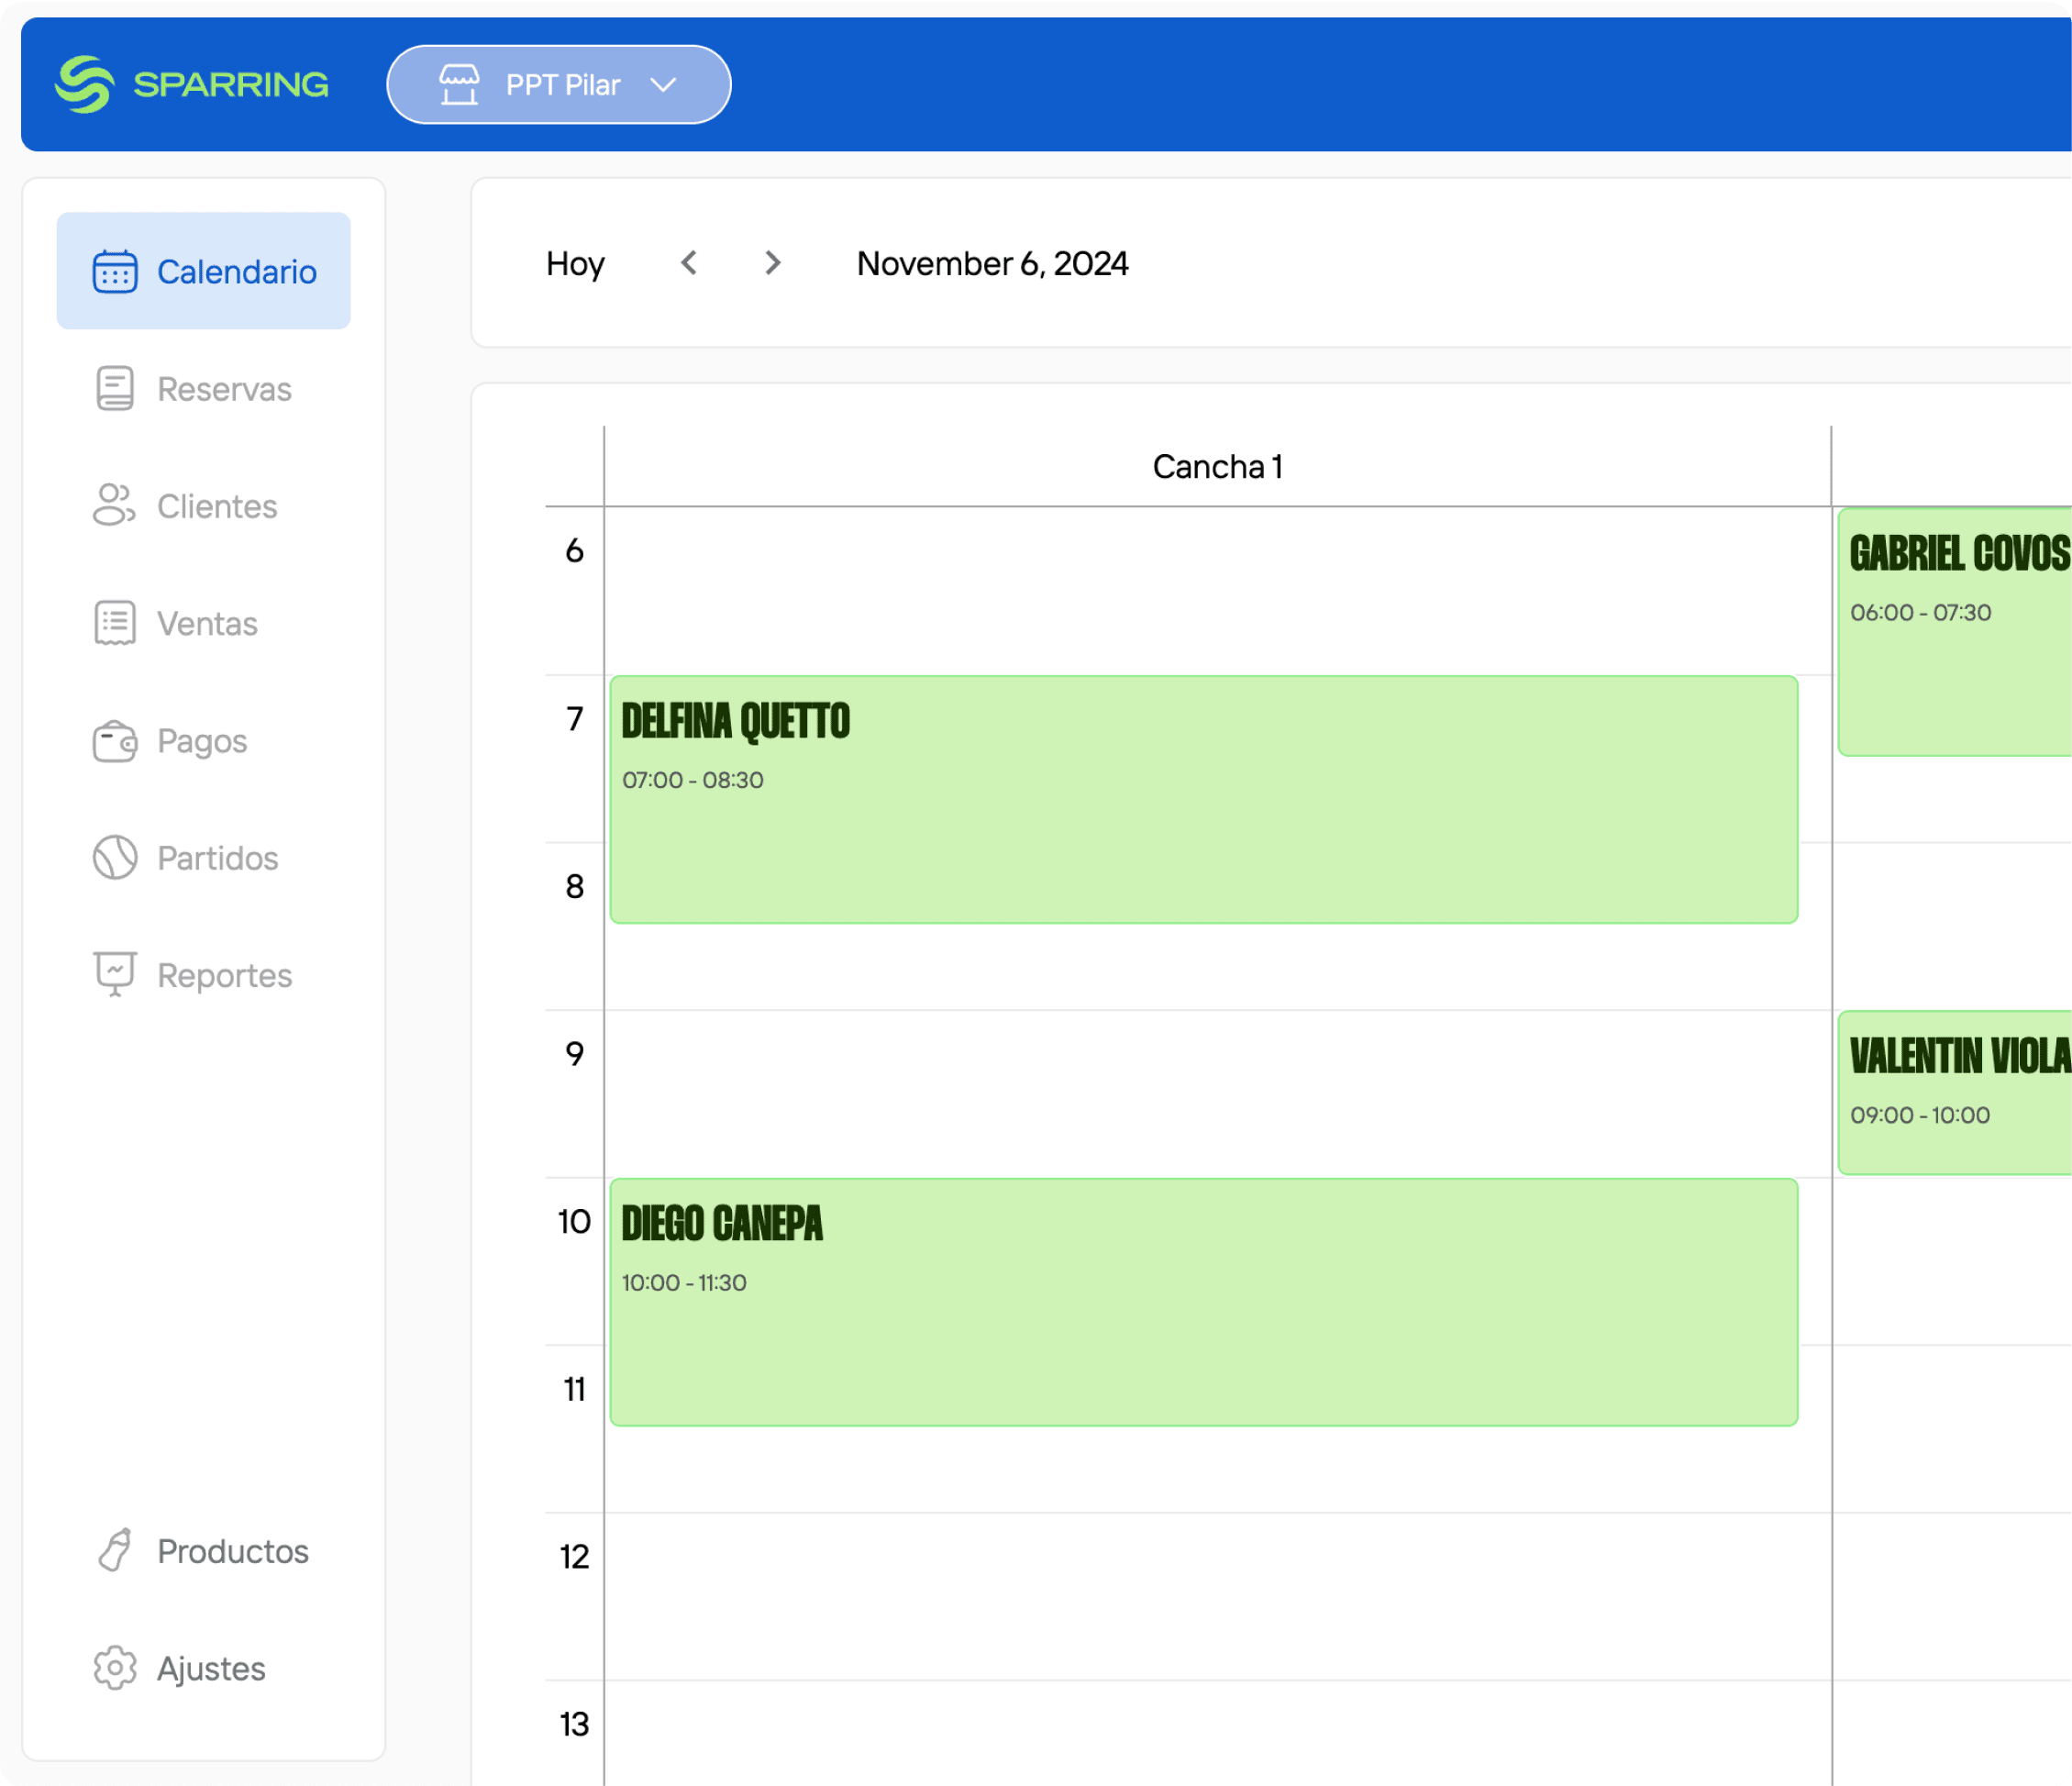 SPARRING
PPT Pilar
Calendario
Reservas
Clientes
Ventas
Pagos
Partidos
Reportes
Productos
Ajustes
Hoy
November 6, 2024
Cancha 1
6
7
8
9
10
11
12
13
DELFINA QUETTO
07:00 - 08:30
DIEGO CANEPA
10:00 - 11:30
GABRIEL COVOS
06:00 - 07:30
VALENTIN VIOLA
09:00 - 10:00